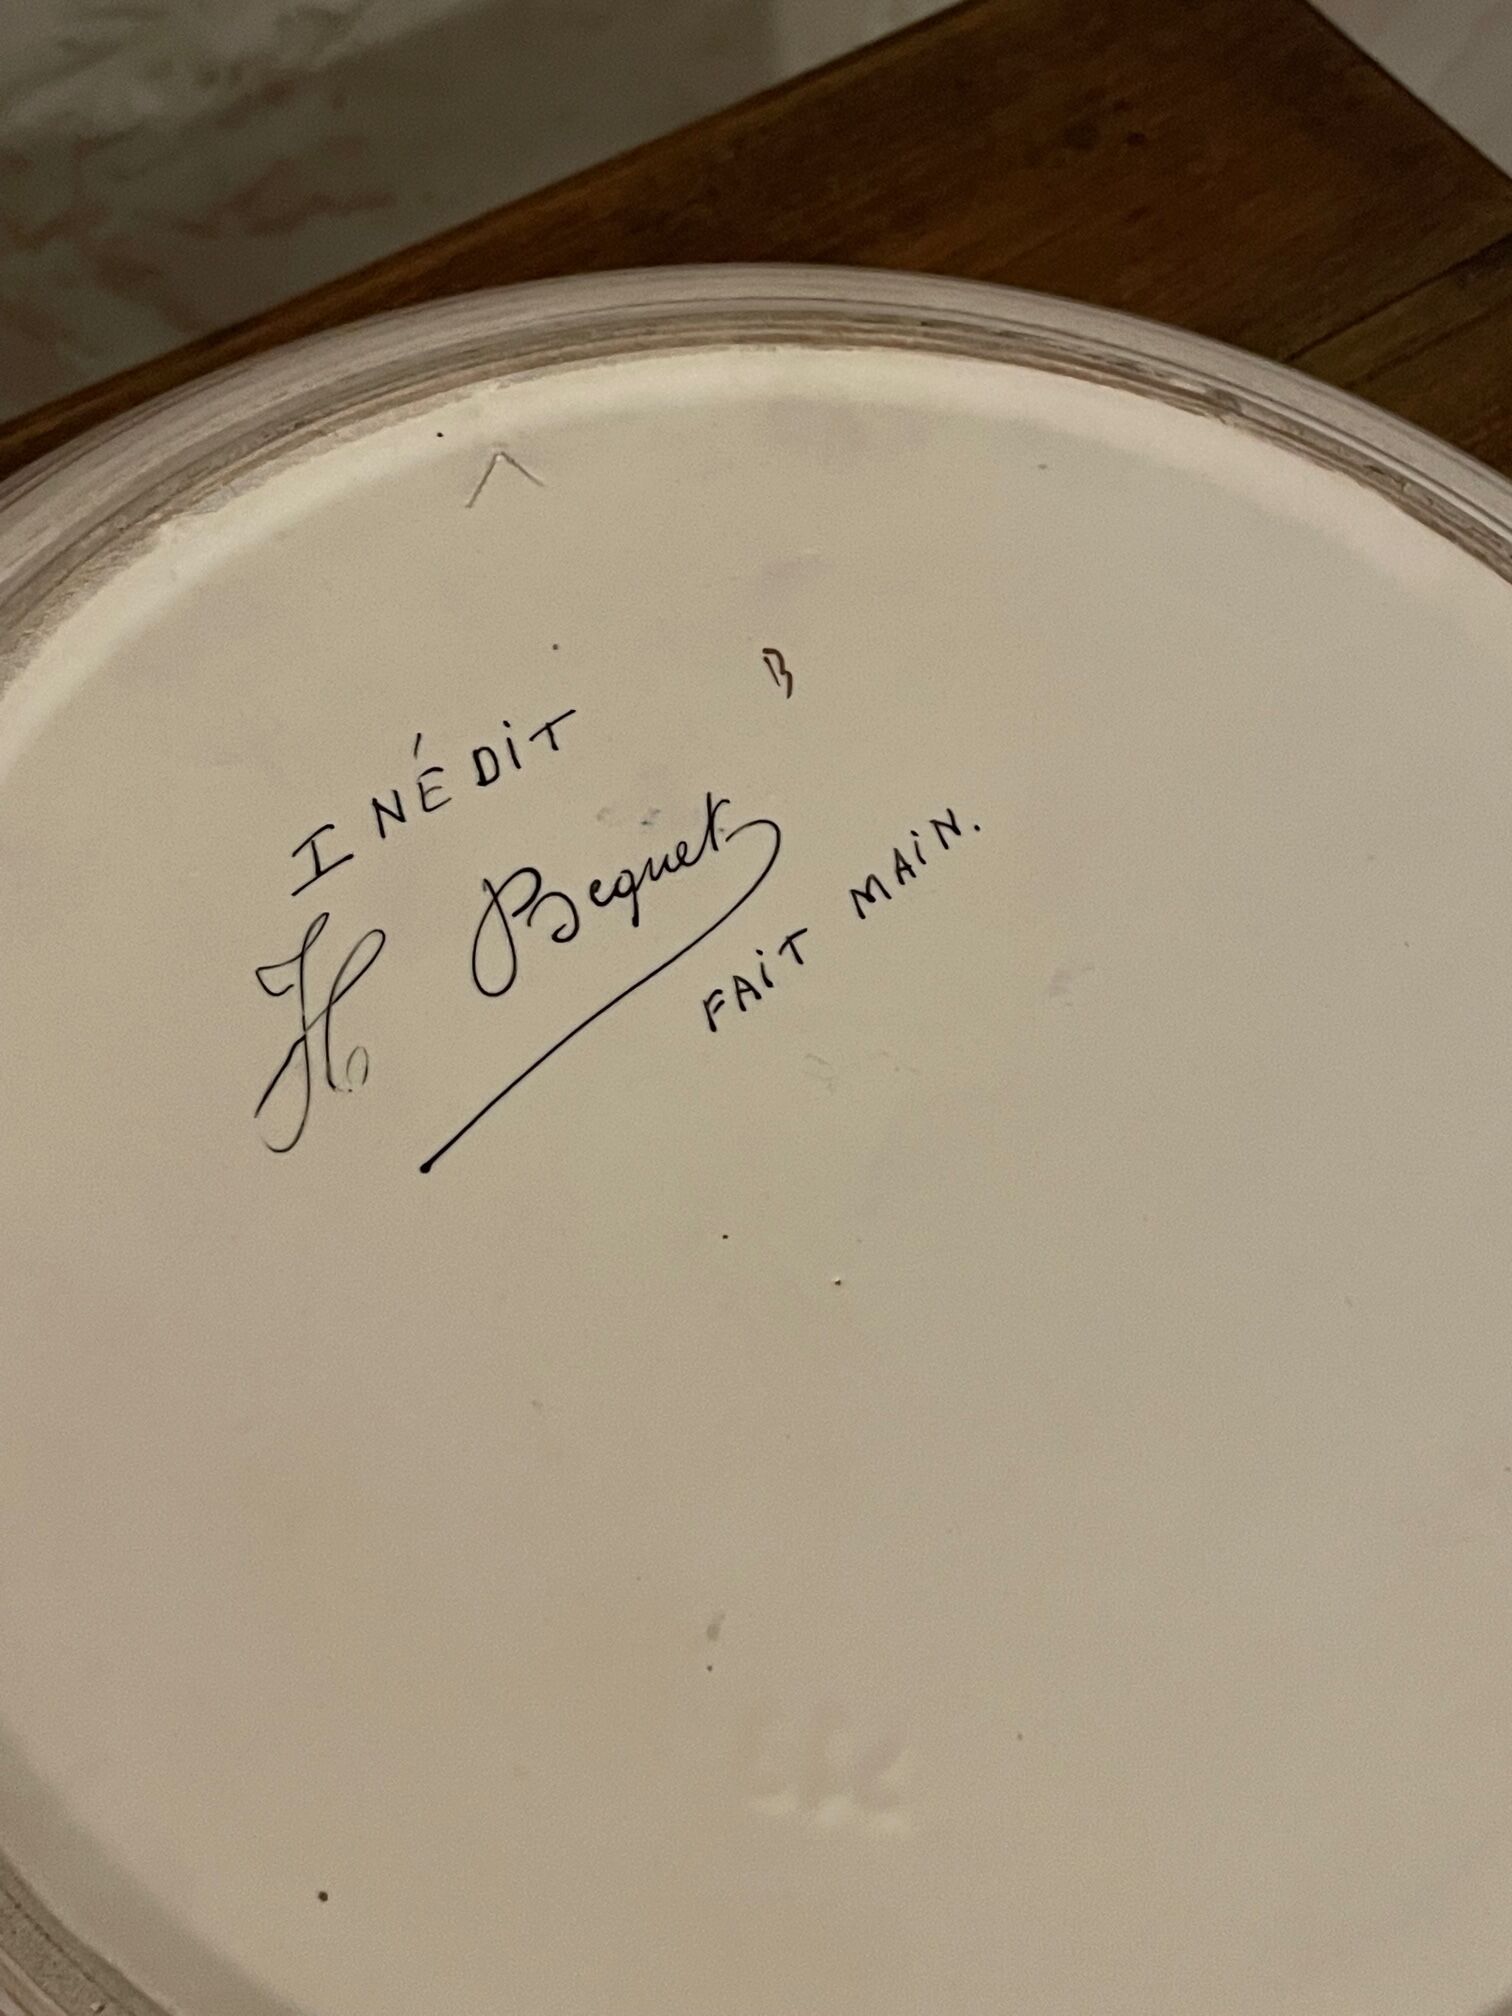 INÉDIT
B
H Bequet
FAIT MAIN.